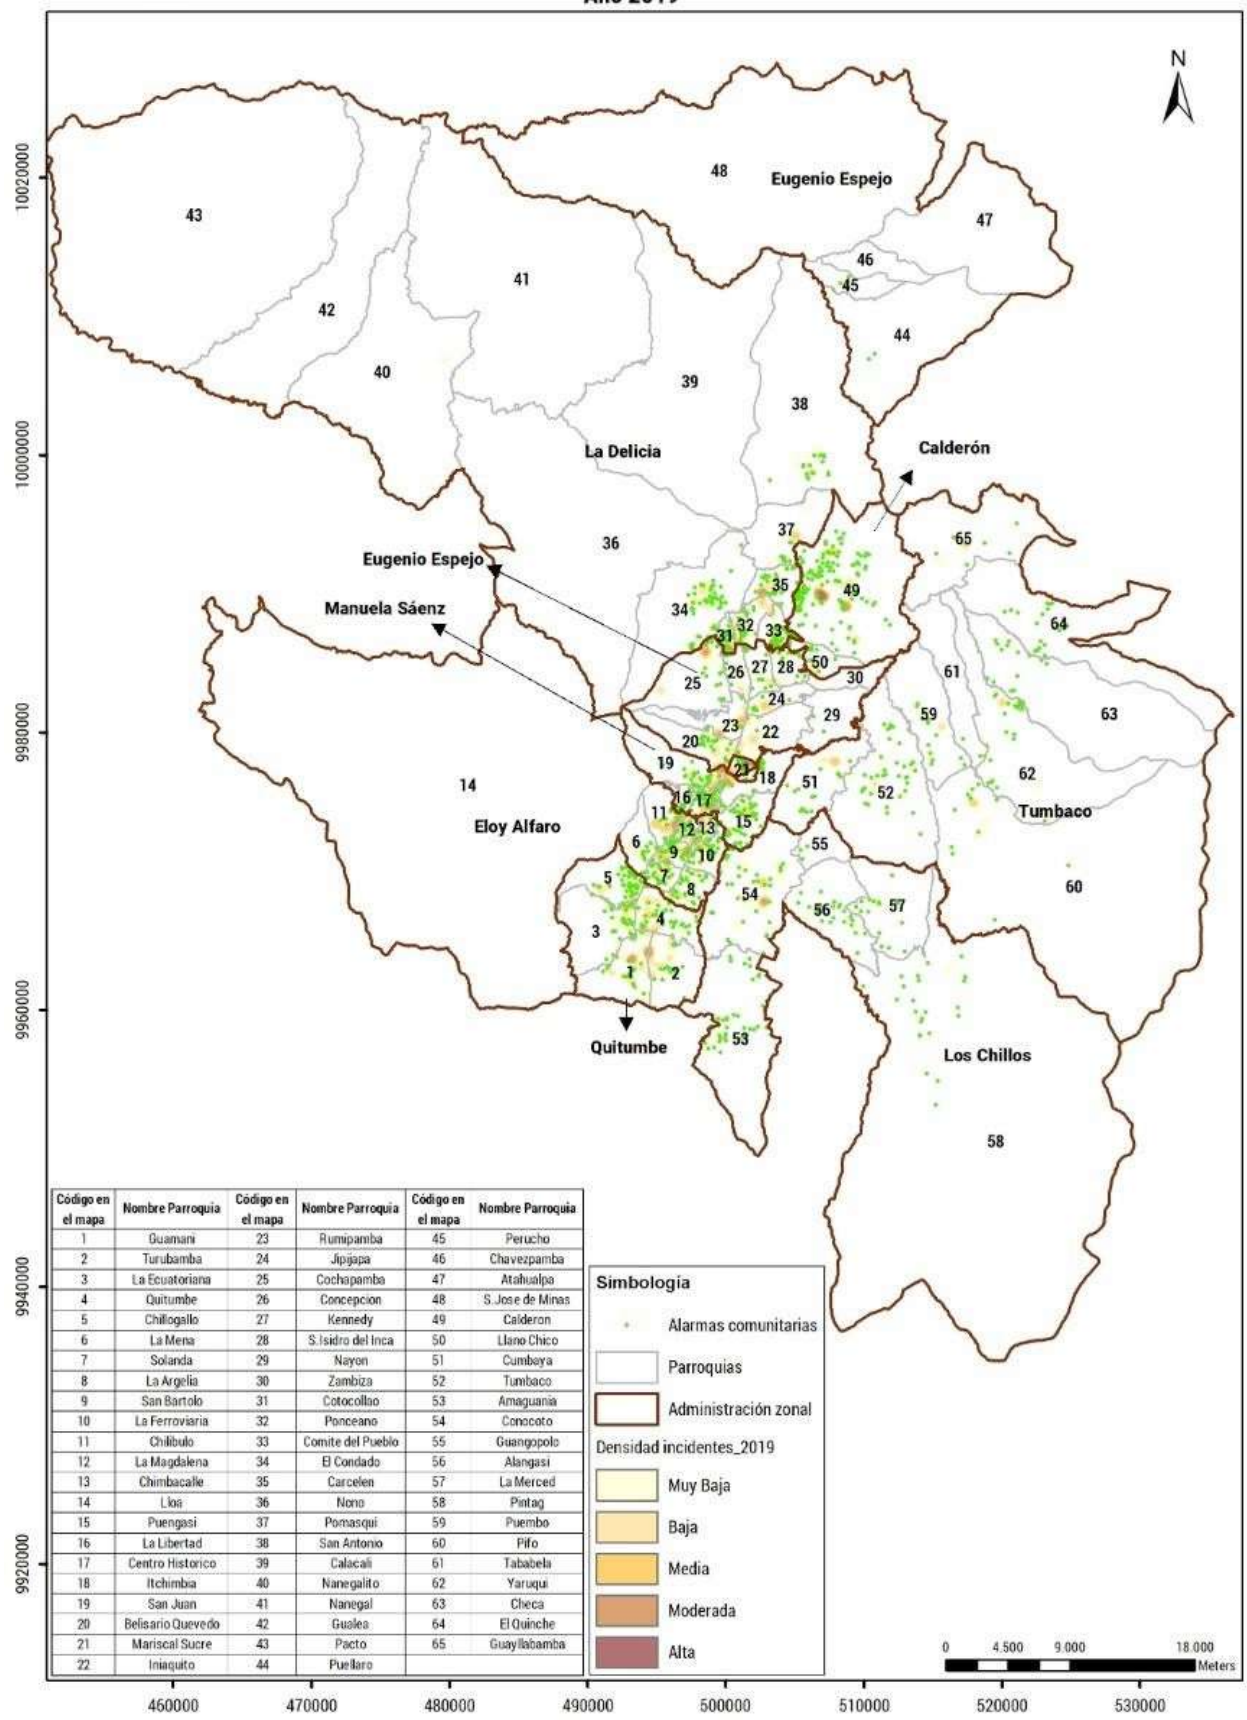 Año 2019
N
48
Eugenio Espejo
43
47
46
45
41
42
44
40
39
38
La Delicia
Calderón
37
65
36
Eugenio Espejo
35
49
Manuela Sáenz
34
64
32
31
33
50
27
28
26
30
61
25
24
29
59
63
23
22
20
19
21
18
62
14
51
52
16
17
Tumbaco
11
15
Eloy Alfaro
12
13
6
55
9
10
5
7
60
8
54
57
56
4
3
1
2
Quitumbe
53
Los Chillos
58
10020000
10000000
9980000
9960000
9940000
9920000
Código en el mapa Nombre Parroquia Código en el mapa Nombre Parroquia Código en el mapa Nombre Parroquia
1 Guamani 23 Rumipamba 45 Perucho
2 Turubamba 24 Jipijapa 46 Chavezpamba
3 La Ecuatoriana 25 Cochapamba 47 Atahualpa
4 Quitumbe 26 Concepcion 48 S.Jose de Minas
5 Chillogallo 27 Kennedy 49 Calderon
6 La Mena 28 S.Isidro del Inca 50 Llano Chico
7 Solanda 29 Nayon 51 Cumbaya
8 La Argelia 30 Zambiza 52 Tumbaco
9 San Bartolo 31 Cotocollao 53 Amaguania
10 La Ferroviaria 32 Ponceano 54 Conocoto
11 Chilibulo 33 Comite del Pueblo 55 Guangopolo
12 La Magdalena 34 El Condado 56 Alangasi
13 Chimbacalle 35 Carcelen 57 La Merced
14 Lloa 36 Nono 58 Pintag
15 Puengasi 37 Pomasqui 59 Puembo
16 La Libertad 38 San Antonio 60 Pifo
17 Centro Historico 39 Calacali 61 Tababela
18 Itchimbia 40 Nanegalito 62 Yaruqui
19 San Juan 41 Nanegal 63 Checa
20 Belisario Quevedo 42 Gualea 64 El Quinche
21 Mariscal Sucre 43 Pacto 65 Guayllabamba
22 Iniaquito 44 Puellaro
Simbología
Alarmas comunitarias
Parroquias
Administración zonal
Densidad incidentes_2019
Muy Baja
Baja
Media
Moderada
Alta
0 4.500 9.000 18.000
Meters
460000 470000 480000 490000 500000 510000 520000 530000